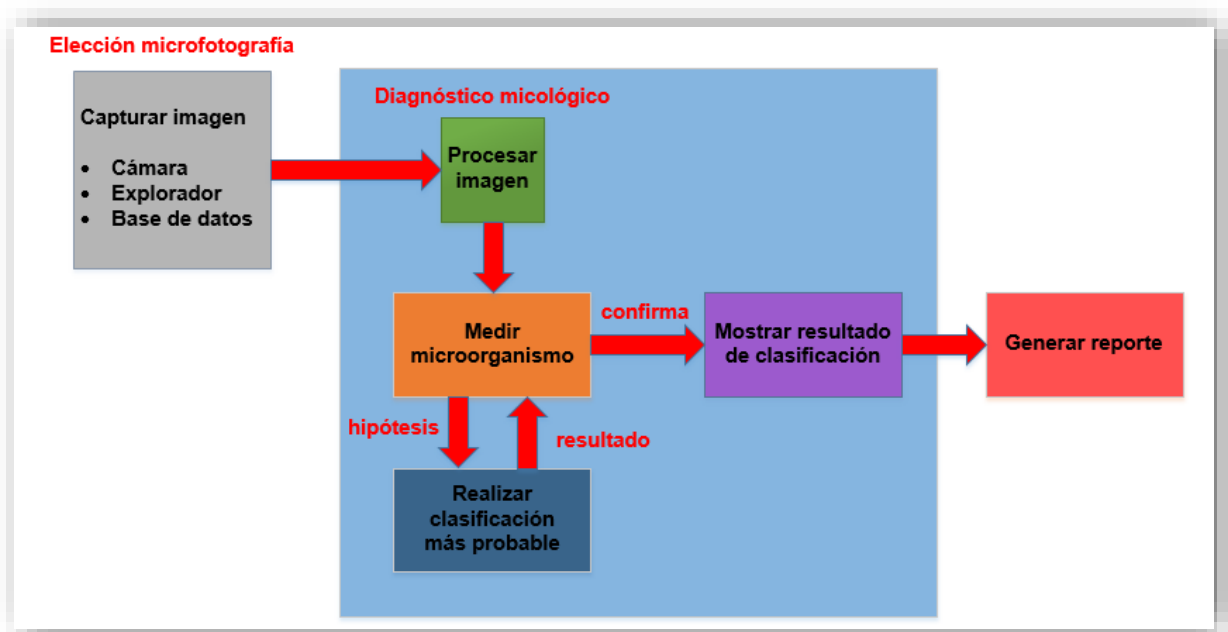 Elección microfotografía
Capturar imagen
• Cámara
• Explorador
• Base de datos
Diagnóstico micológico
Procesar
imagen
Medir
microorganismo
confirma
Mostrar resultado
de clasificación
Generar reporte
hipótesis
resultado
Realizar
clasificación
más probable